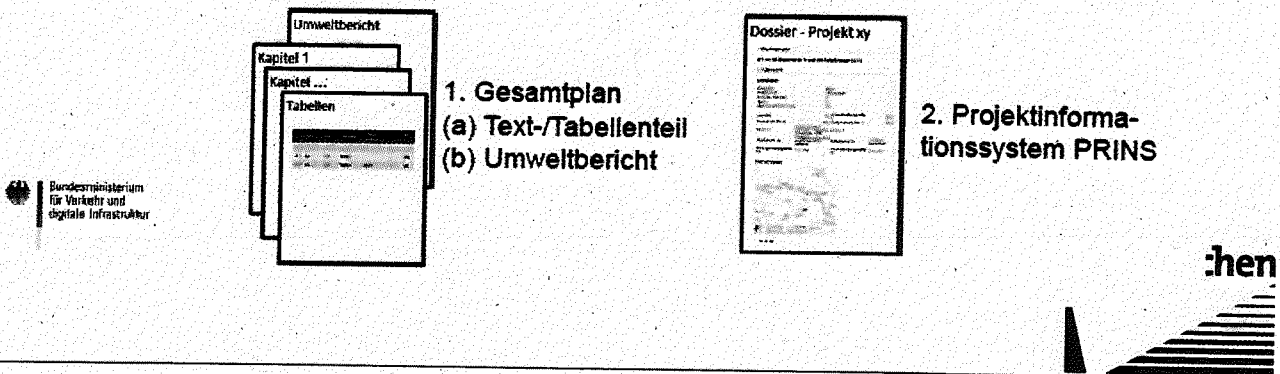 Umweltbericht
Kapitel 1
Kapitel ...
Tabellen
1. Gesamtplan
(a) Text-/Tabellenteil
(b) Umweltbericht
Dossier - Projekt xy
2. Projektinforma-
tionssystem PRINS
Bundesministerium
für Verkehr und
digitale Infrastruktur
:hen